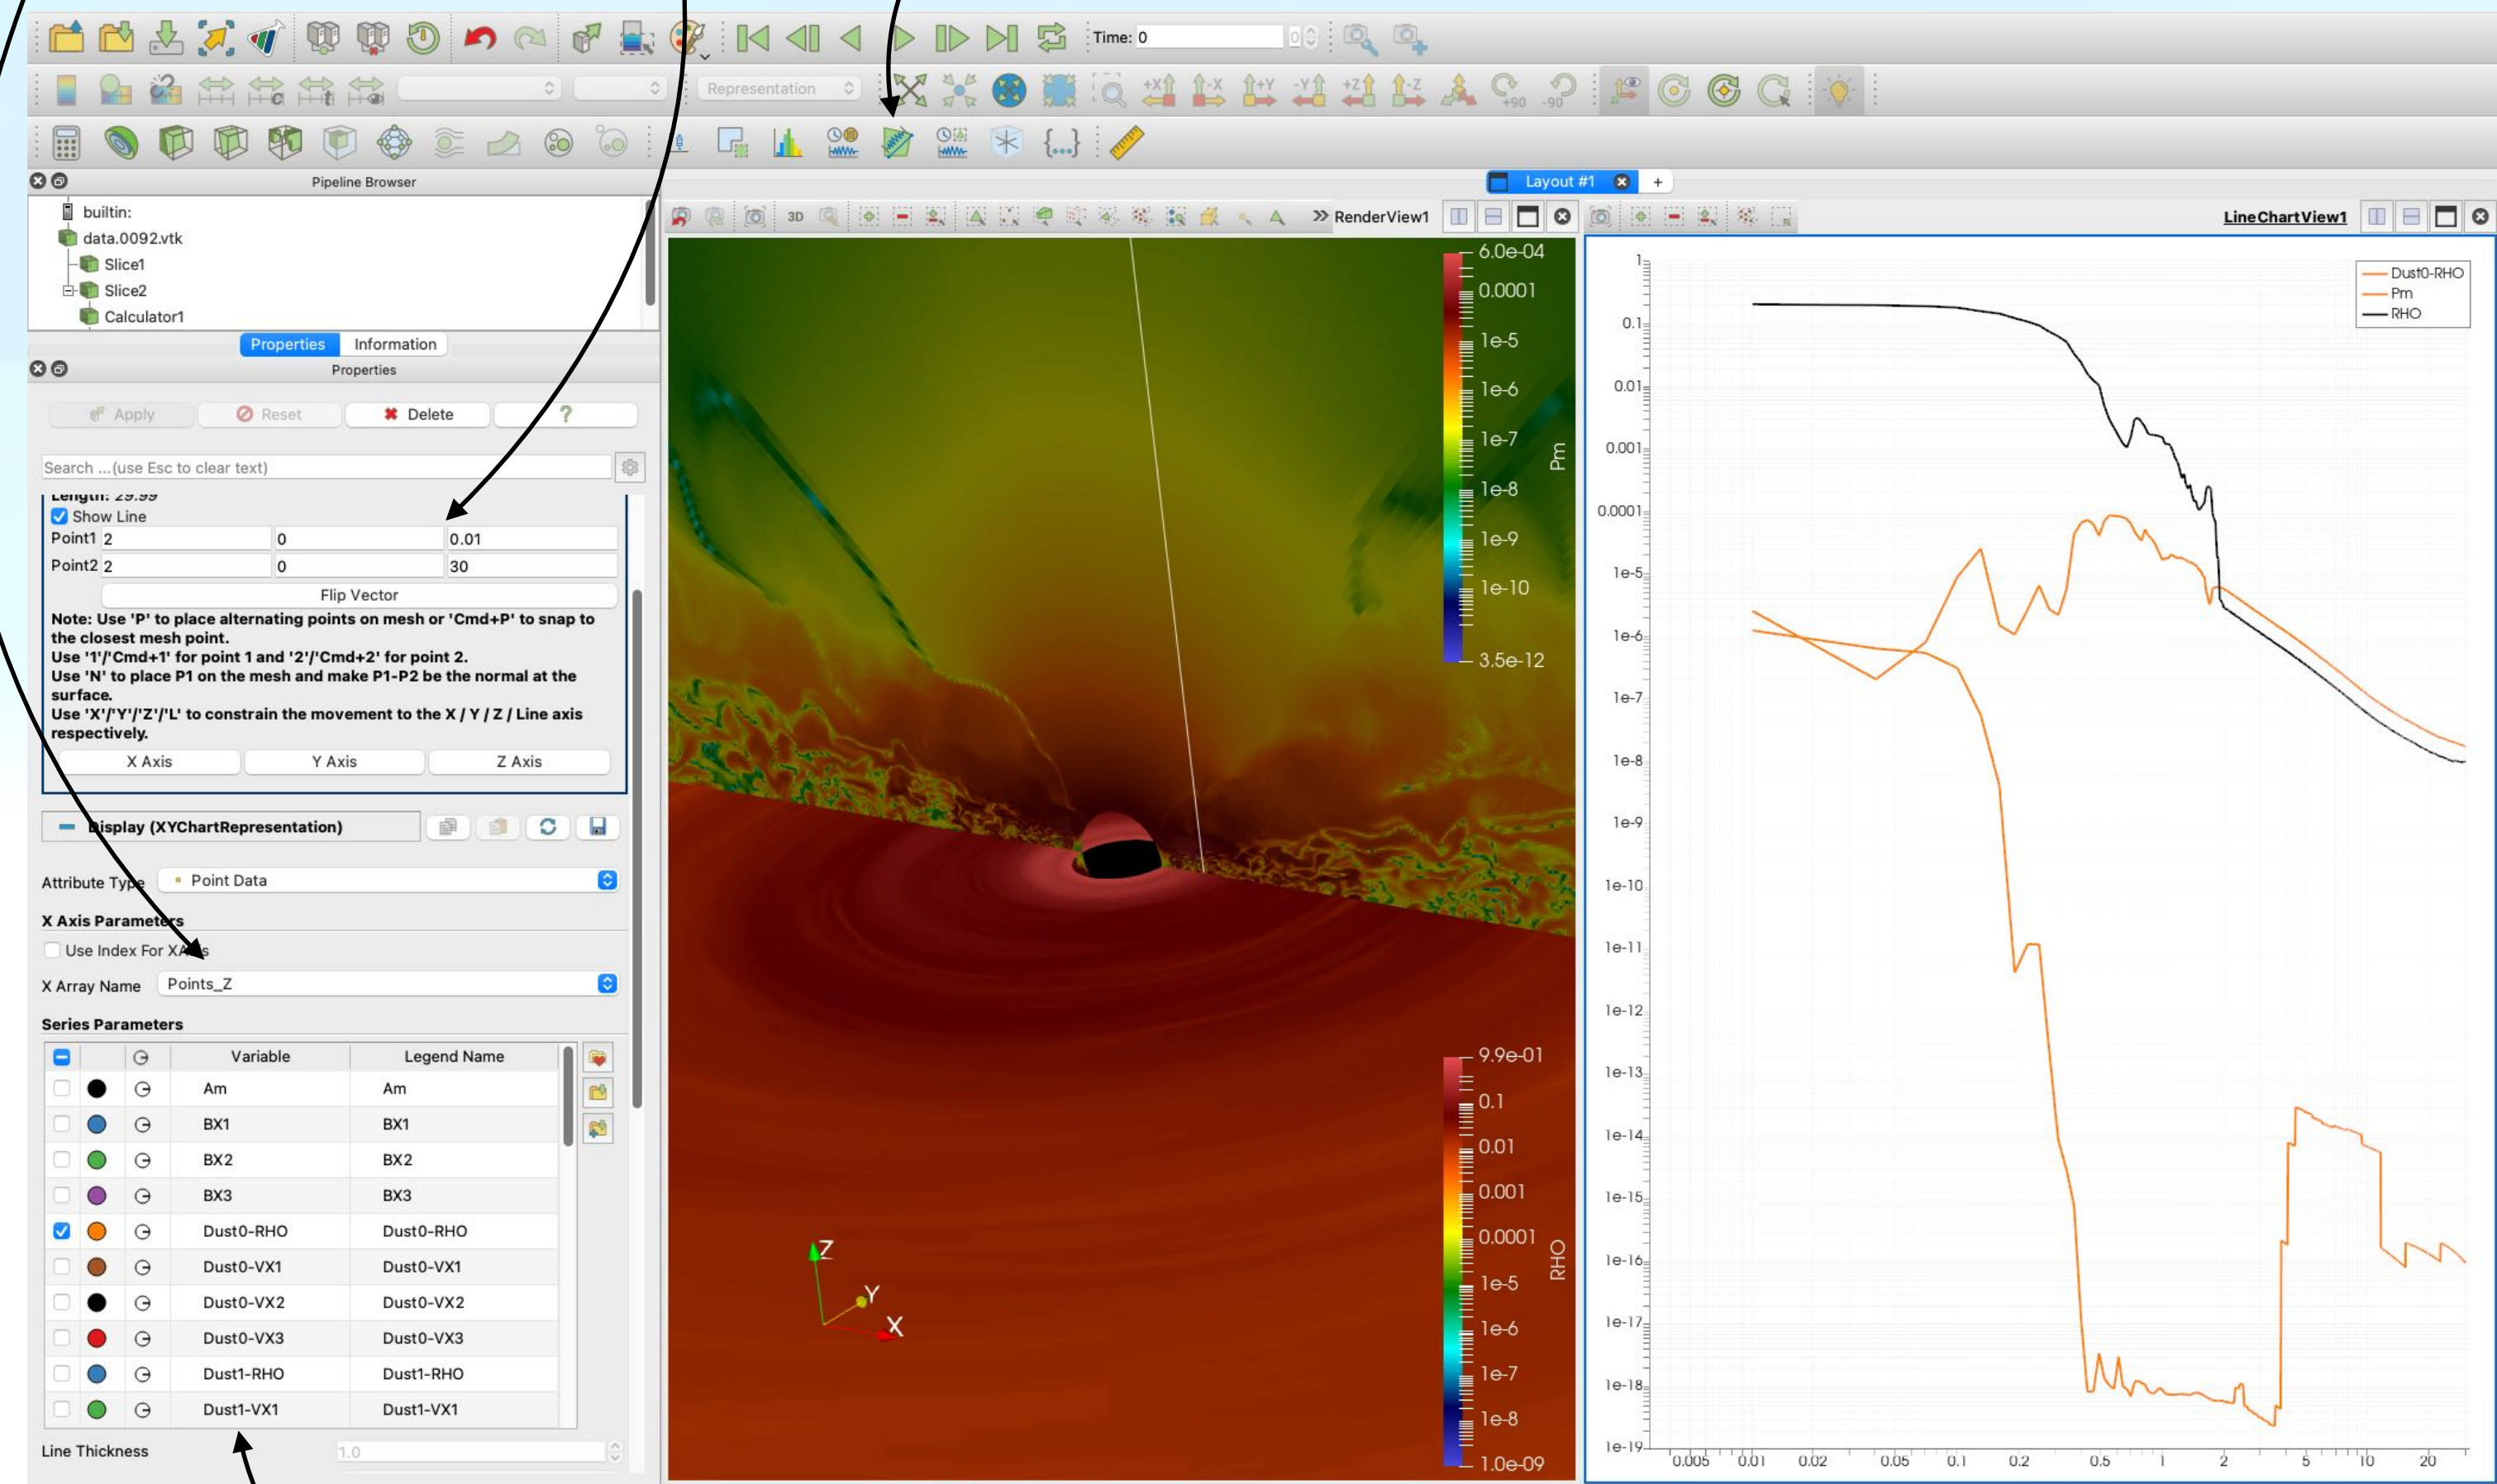 Time: 0
0
Representation
+X
-X
+Y
-Y
+Z
-Z
+90
-90
{...}
Pipeline Browser
Layout #1
+
builtin:
data.0092.vtk
Slice1
Slice2
Calculator1
3D
RenderView1
LineChartView1
Properties
Information
Properties
Apply
Reset
Delete
?
Search ...(use Esc to clear text)
Length: 29.99
Show Line
Point1 2 0 0.01
Point2 2 0 30
Flip Vector
Note: Use 'P' to place alternating points on mesh or 'Cmd+P' to snap to
the closest mesh point.
Use '1'/'Cmd+1' for point 1 and '2'/'Cmd+2' for point 2.
Use 'N' to place P1 on the mesh and make P1-P2 be the normal at the
surface.
Use 'X'/'Y'/'Z'/'L' to constrain the movement to the X / Y / Z / Line axis
respectively.
X Axis
Y Axis
Z Axis
Display (XYChartRepresentation)
Attribute Type
Point Data
X Axis Parameters
Use Index For XAxis
X Array Name
Points_Z
Series Parameters
Variable Legend Name
Am Am
BX1 BX1
BX2 BX2
BX3 BX3
Dust0-RHO Dust0-RHO
Dust0-VX1 Dust0-VX1
Dust0-VX2 Dust0-VX2
Dust0-VX3 Dust0-VX3
Dust1-RHO Dust1-RHO
Dust1-VX1 Dust1-VX1
Line Thickness
1.0
6.0e-04
0.0001
1e-5
1e-6
1e-7
1e-8
1e-9
1e-10
3.5e-12
Pm
9.9e-01
0.1
0.01
0.001
0.0001
1e-5
1e-6
1e-7
1e-8
1.0e-09
RHO
Z
Y
X
Dust0-RHO
Pm
RHO
1
0.1
0.01
0.001
0.0001
1e-5
1e-6
1e-7
1e-8
1e-9
1e-10
1e-11
1e-12
1e-13
1e-14
1e-15
1e-16
1e-17
1e-18
1e-19
0.005 0.01 0.02 0.05 0.1 0.2 0.5 1 2 5 10 20